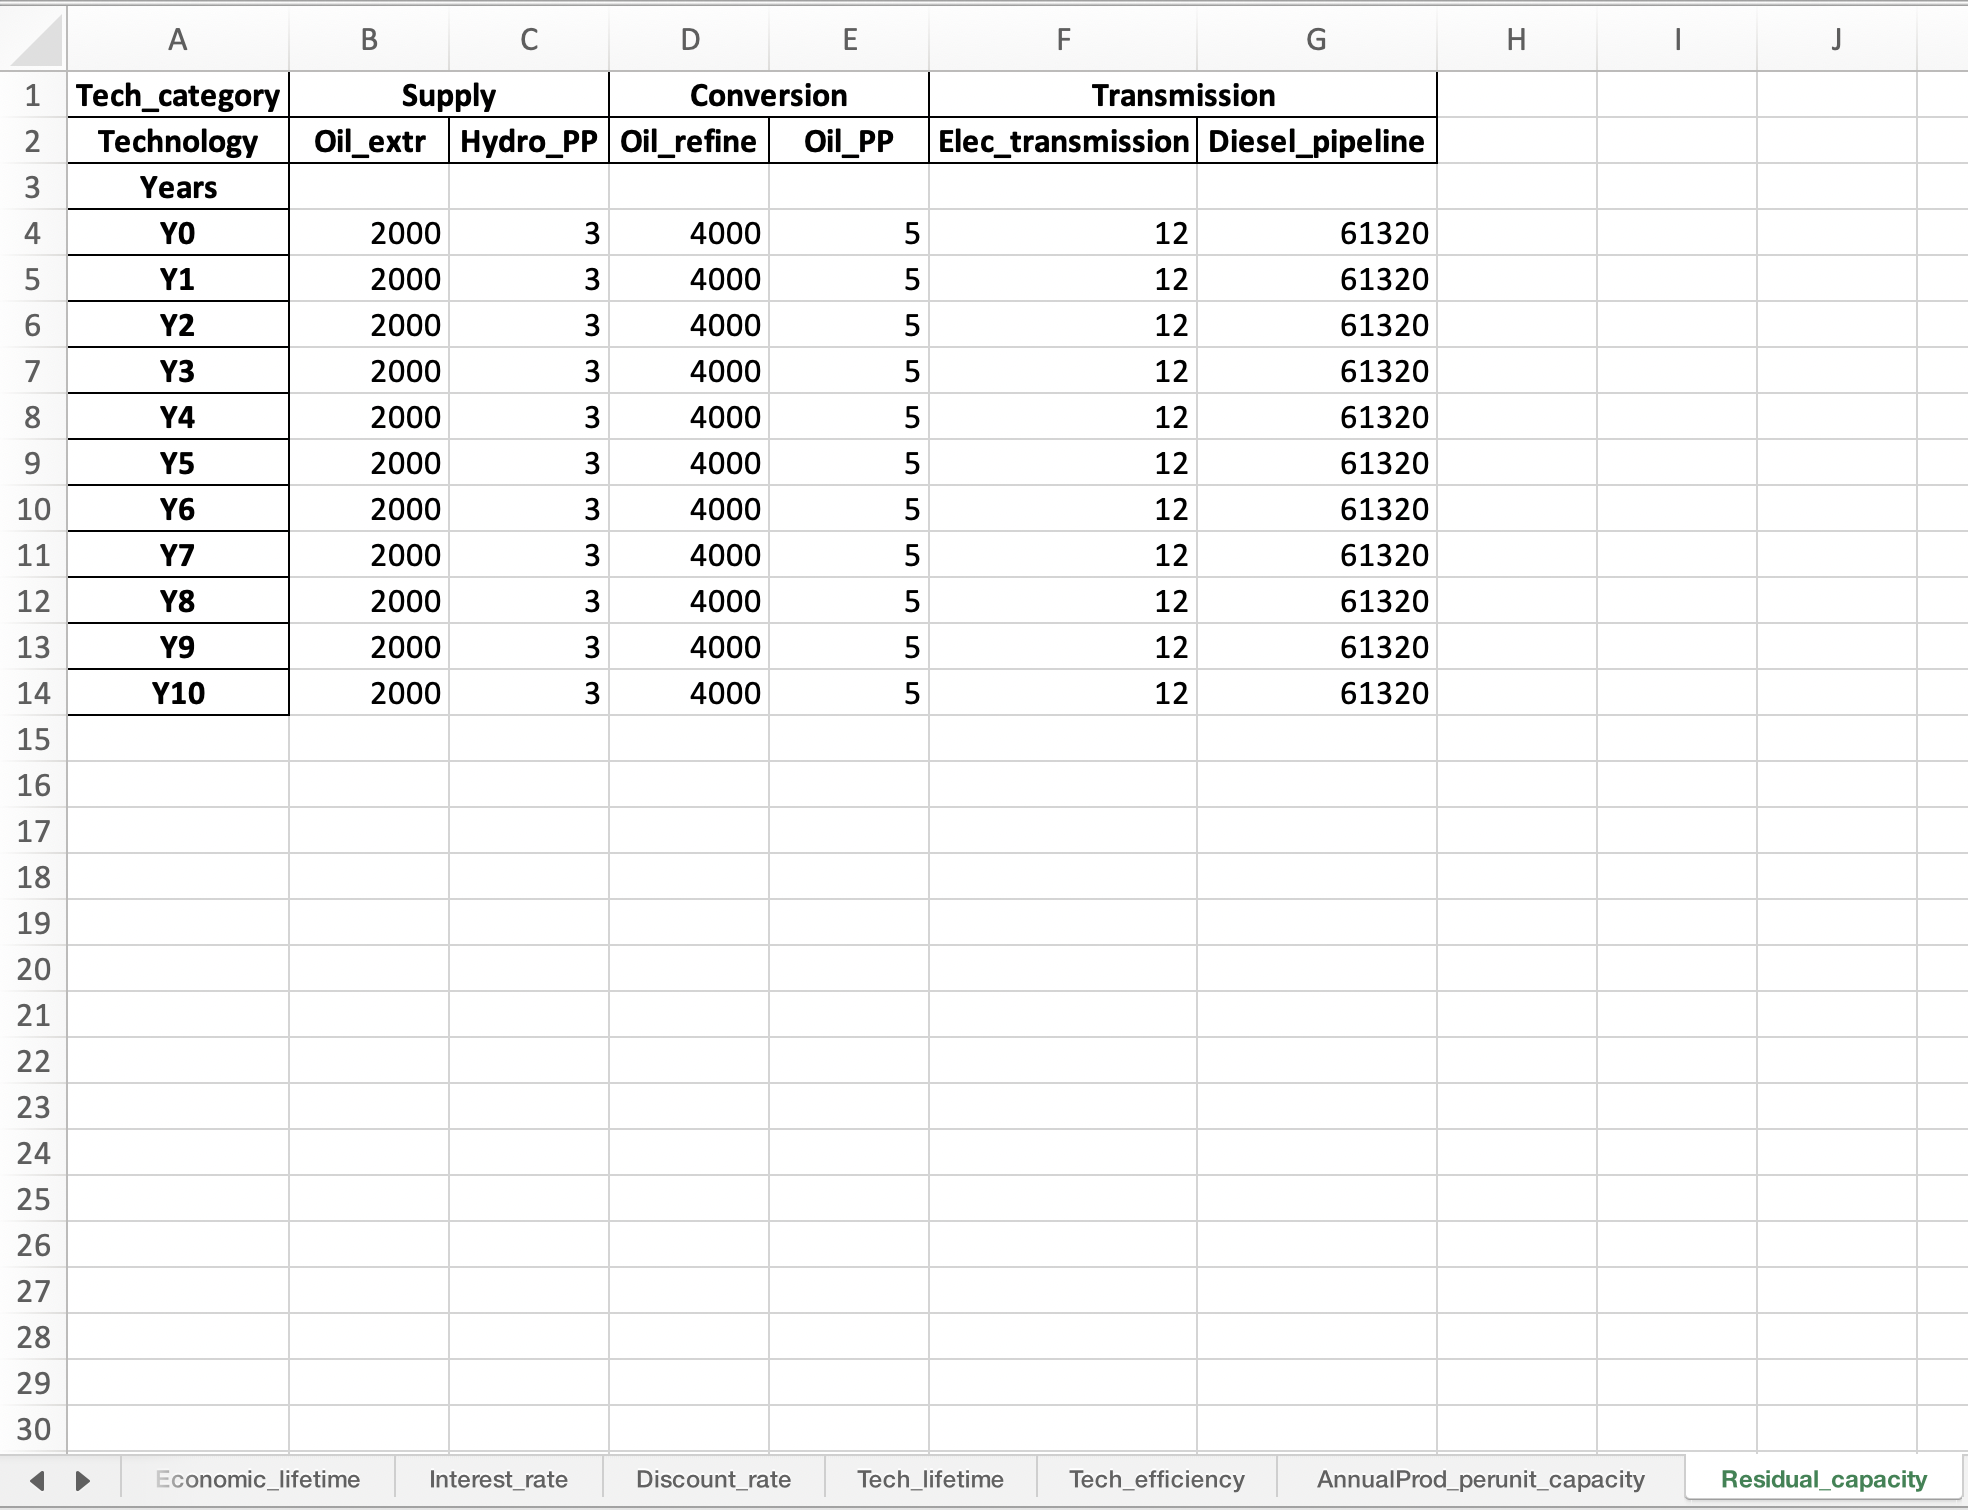 A B C D E F G H I J
1 Tech_category Supply Conversion Transmission
2 Technology Oil_extr Hydro_PP Oil_refine Oil_PP Elec_transmission Diesel_pipeline
3 Years
4 Y0 2000 3 4000 5 12 61320
5 Y1 2000 3 4000 5 12 61320
6 Y2 2000 3 4000 5 12 61320
7 Y3 2000 3 4000 5 12 61320
8 Y4 2000 3 4000 5 12 61320
9 Y5 2000 3 4000 5 12 61320
10 Y6 2000 3 4000 5 12 61320
11 Y7 2000 3 4000 5 12 61320
12 Y8 2000 3 4000 5 12 61320
13 Y9 2000 3 4000 5 12 61320
14 Y10 2000 3 4000 5 12 61320
15
16
17
18
19
20
21
22
23
24
25
26
27
28
29
30
Economic_lifetime Interest_rate Discount_rate Tech_lifetime Tech_efficiency AnnualProd_perunit_capacity Residual_capacity